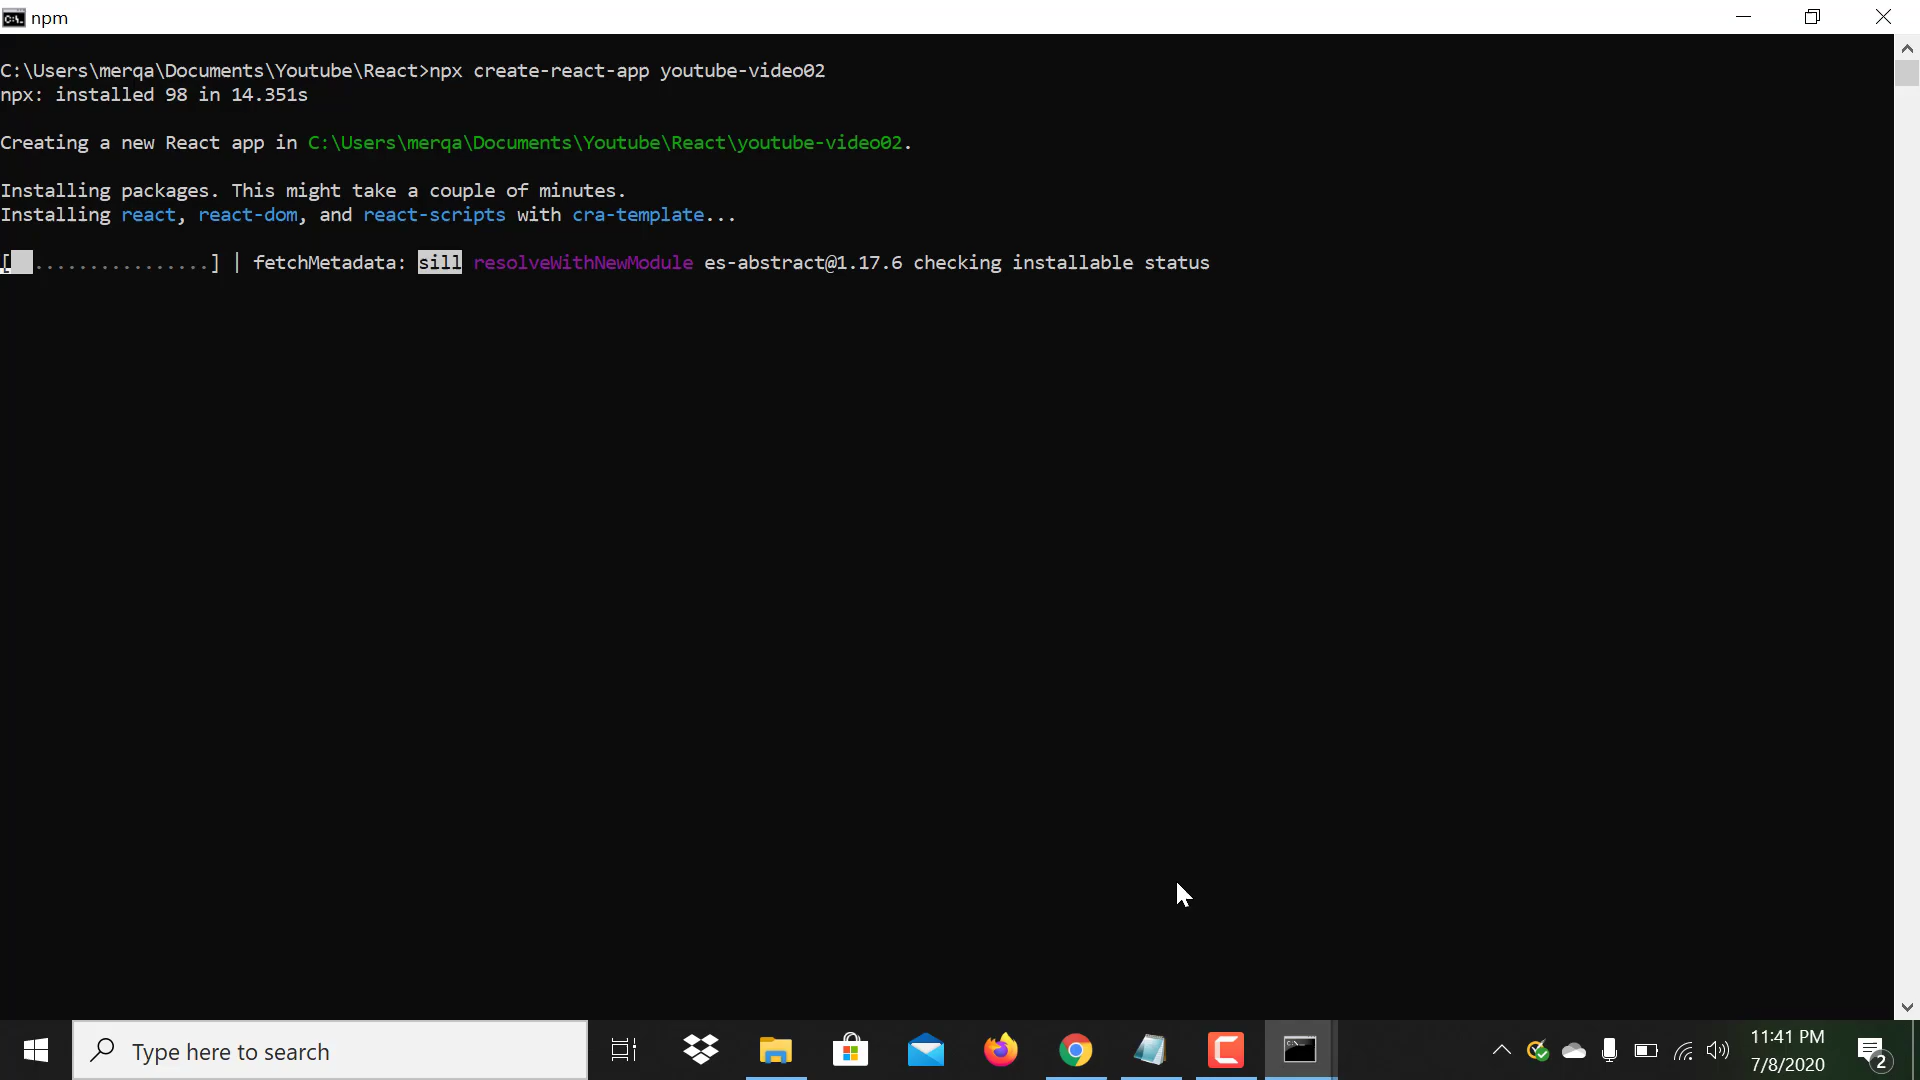 npm
C:\Users\merqa\Documents\Youtube\React>npx create-react-app youtube-video02
npx: installed 98 in 14.351s
Creating a new React app in C:\Users\merqa\Documents\Youtube\React\youtube-video02.
Installing packages. This might take a couple of minutes.
Installing react, react-dom, and react-scripts with cra-template...
[  ................] | fetchMetadata: sill resolveWithNewModule es-abstract@1.17.6 checking installable status
Type here to search
11:41 PM
7/8/2020
2